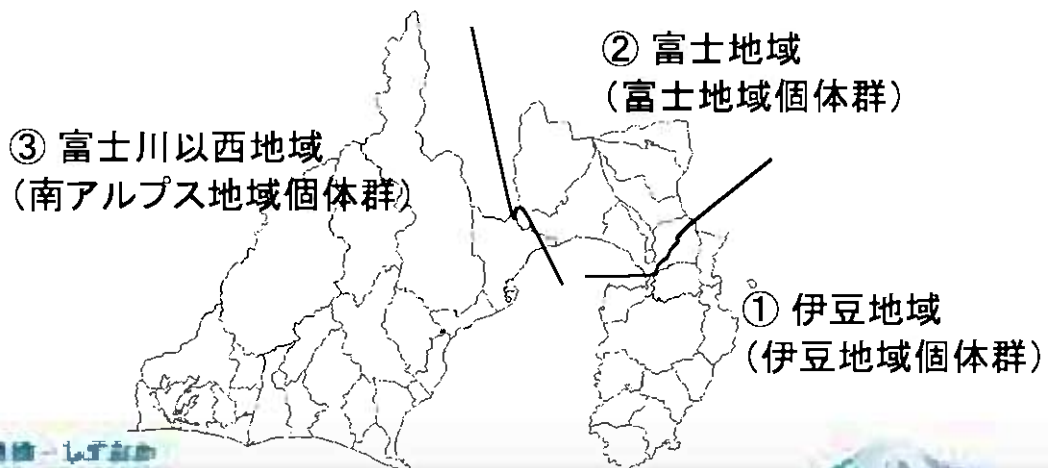 ② 富士地域
(富士地域個体群)
③ 富士川以西地域
(南アルプス地域個体群)
① 伊豆地域
(伊豆地域個体群)